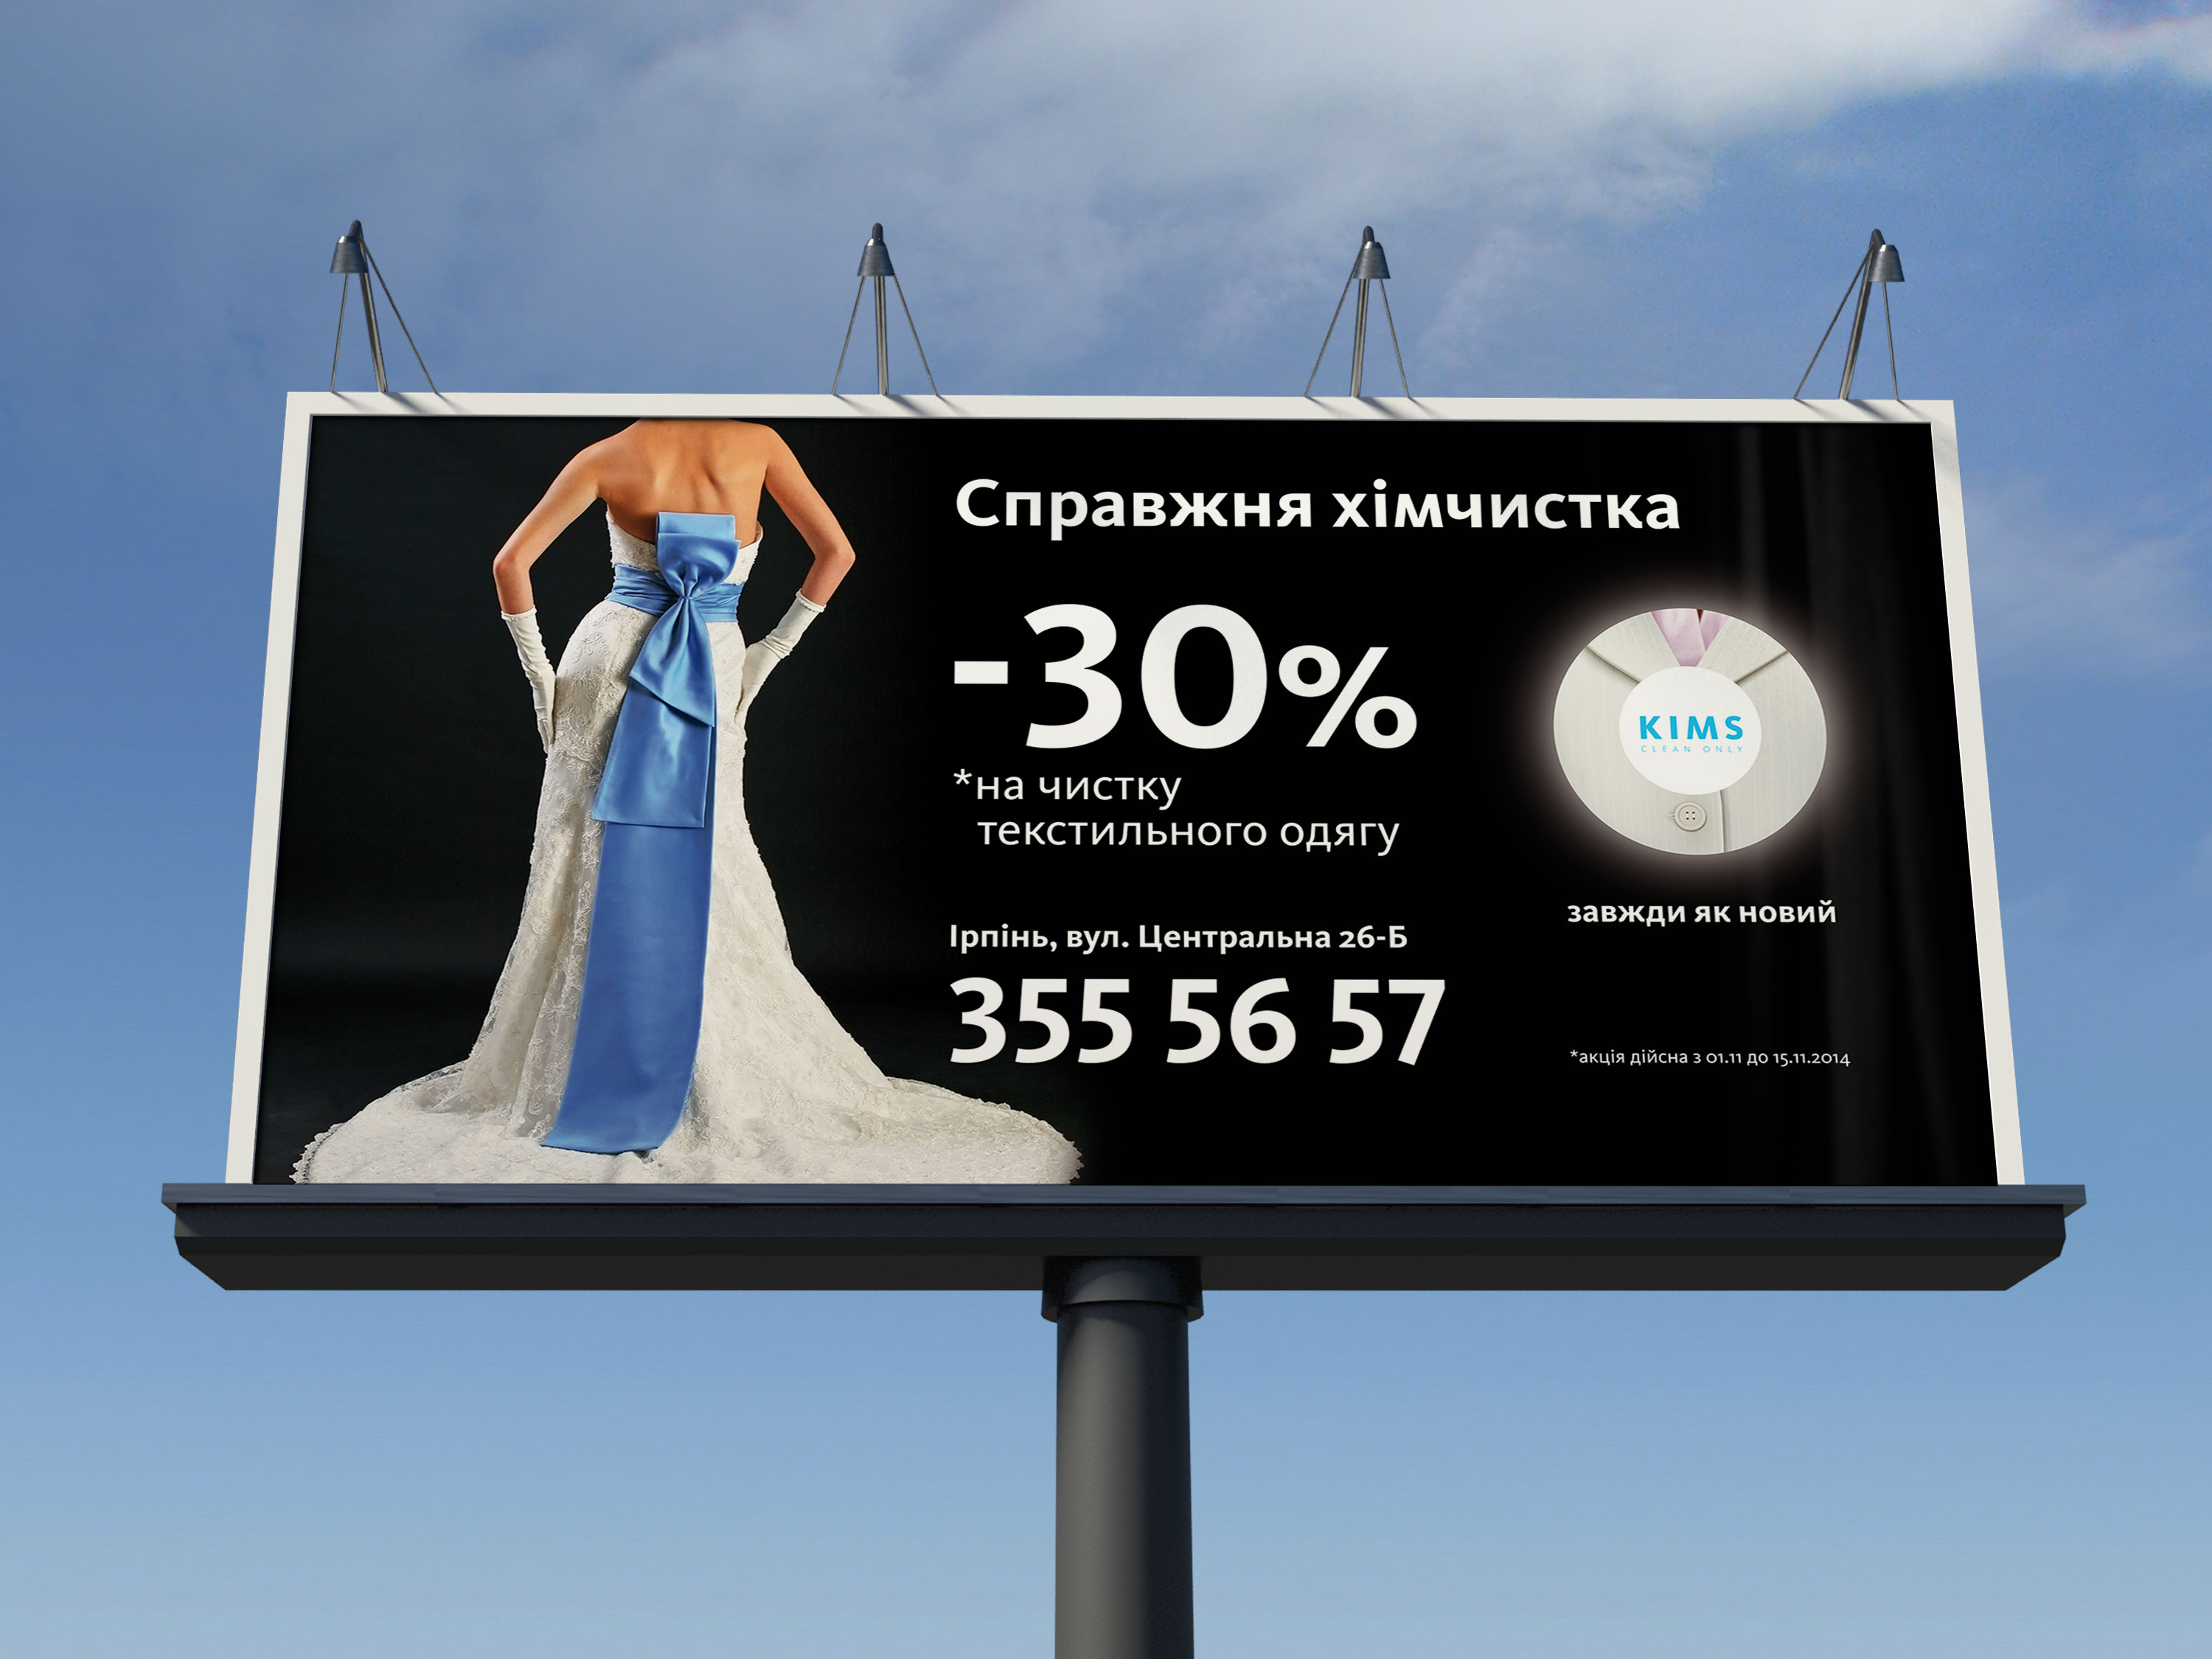 Справжня хімчистка
-30%
*на чистку
текстильного одягу
KIMS
CLEAN ONLY
завжди як новий
Ірпінь, вул. Центральна 26-Б
355 56 57
*акція дійсна з 01.11 до 15.11.2014